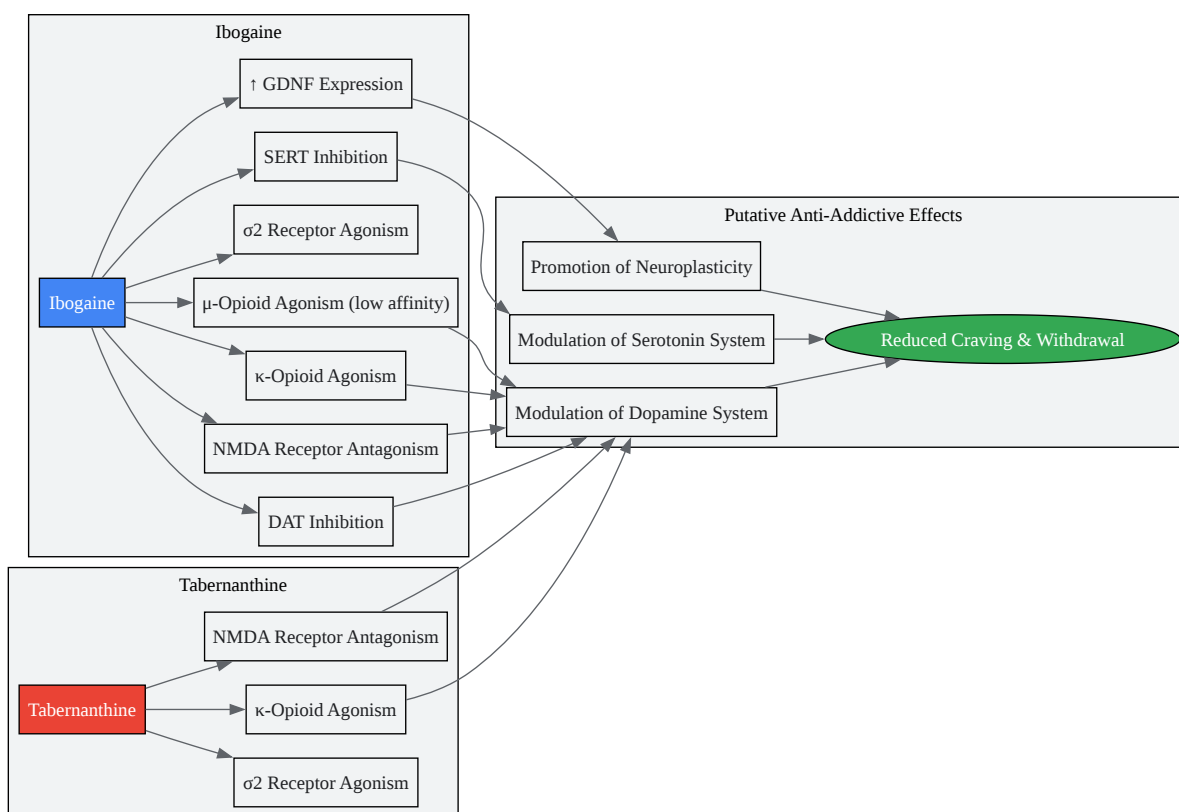 Ibogaine
↑ GDNF Expression
SERT Inhibition
σ2 Receptor Agonism
Ibogaine
μ-Opioid Agonism (low affinity)
κ-Opioid Agonism
NMDA Receptor Antagonism
DAT Inhibition
Putative Anti-Addictive Effects
Promotion of Neuroplasticity
Modulation of Serotonin System
Reduced Craving & Withdrawal
Modulation of Dopamine System
Tabernanthine
NMDA Receptor Antagonism
Tabernanthine
κ-Opioid Agonism
σ2 Receptor Agonism